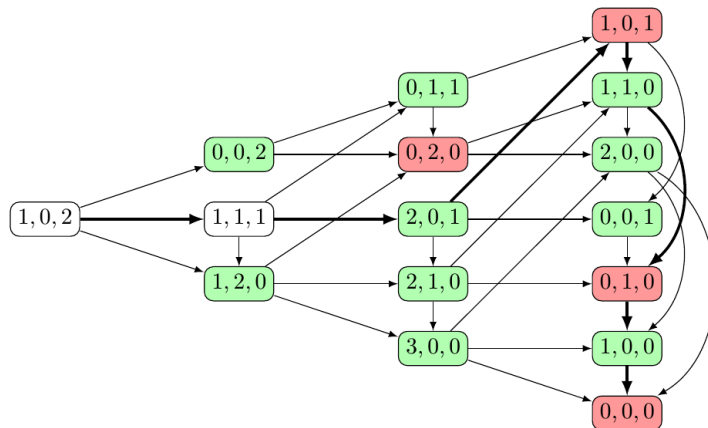 1, 0, 1
0, 1, 1
1, 1, 0
0, 0, 2
0, 2, 0
2, 0, 0
1, 0, 2
1, 1, 1
2, 0, 1
0, 0, 1
1, 2, 0
2, 1, 0
0, 1, 0
3, 0, 0
1, 0, 0
0, 0, 0